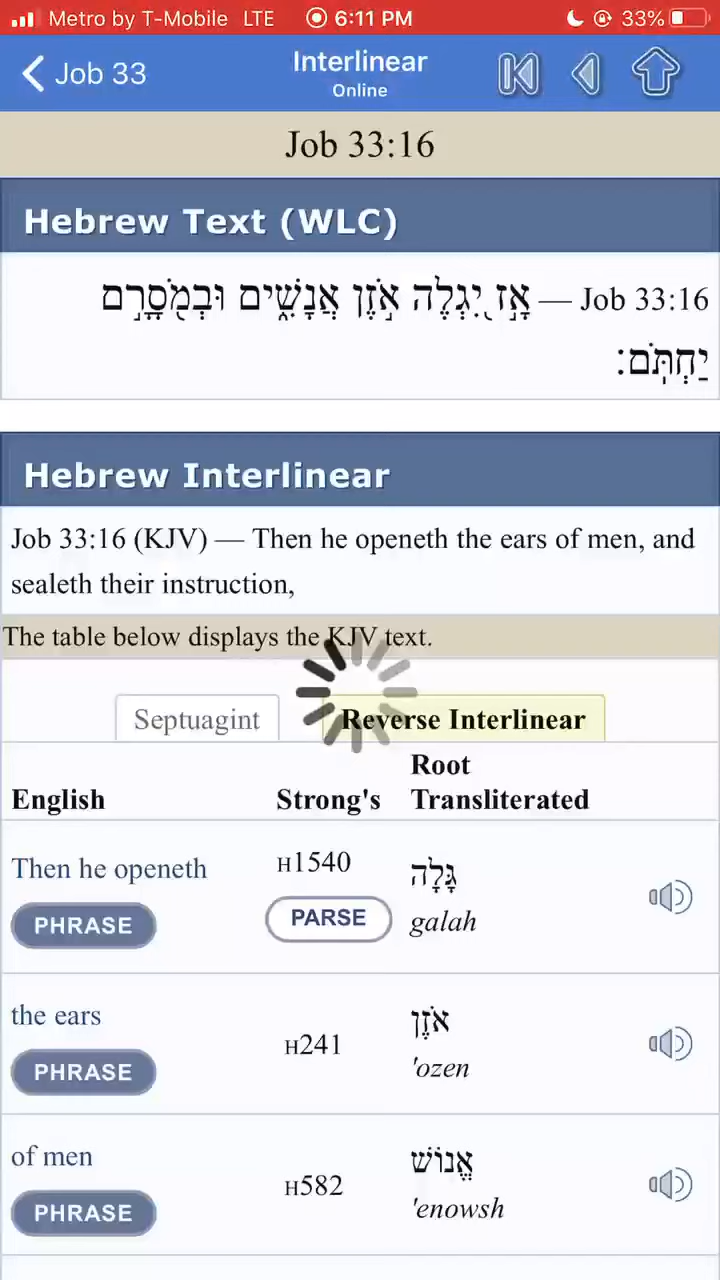 Metro by T-Mobile LTE 6:11 PM 33%
Job 33
Interlinear
Online
Job 33:16
Hebrew Text (WLC)
Job 33:16 — אָ֣ז יִ֭גְלֶה אֹ֣זֶן אֲנָשִׁ֑ים וּבְמֹ֖סָרָ֣ם
יַחְתֹּֽם׃
Hebrew Interlinear
Job 33:16 (KJV) — Then he openeth the ears of men, and
sealeth their instruction,
The table below displays the KJV text.
Septuagint Reverse Interlinear
English Strong's Root Transliterated
Then he openeth H1540 גָּלָה
PHRASE PARSE galah
the ears H241 אֹזֶן
PHRASE 'ozen
of men H582 אֱנוֹשׁ
PHRASE 'enowsh